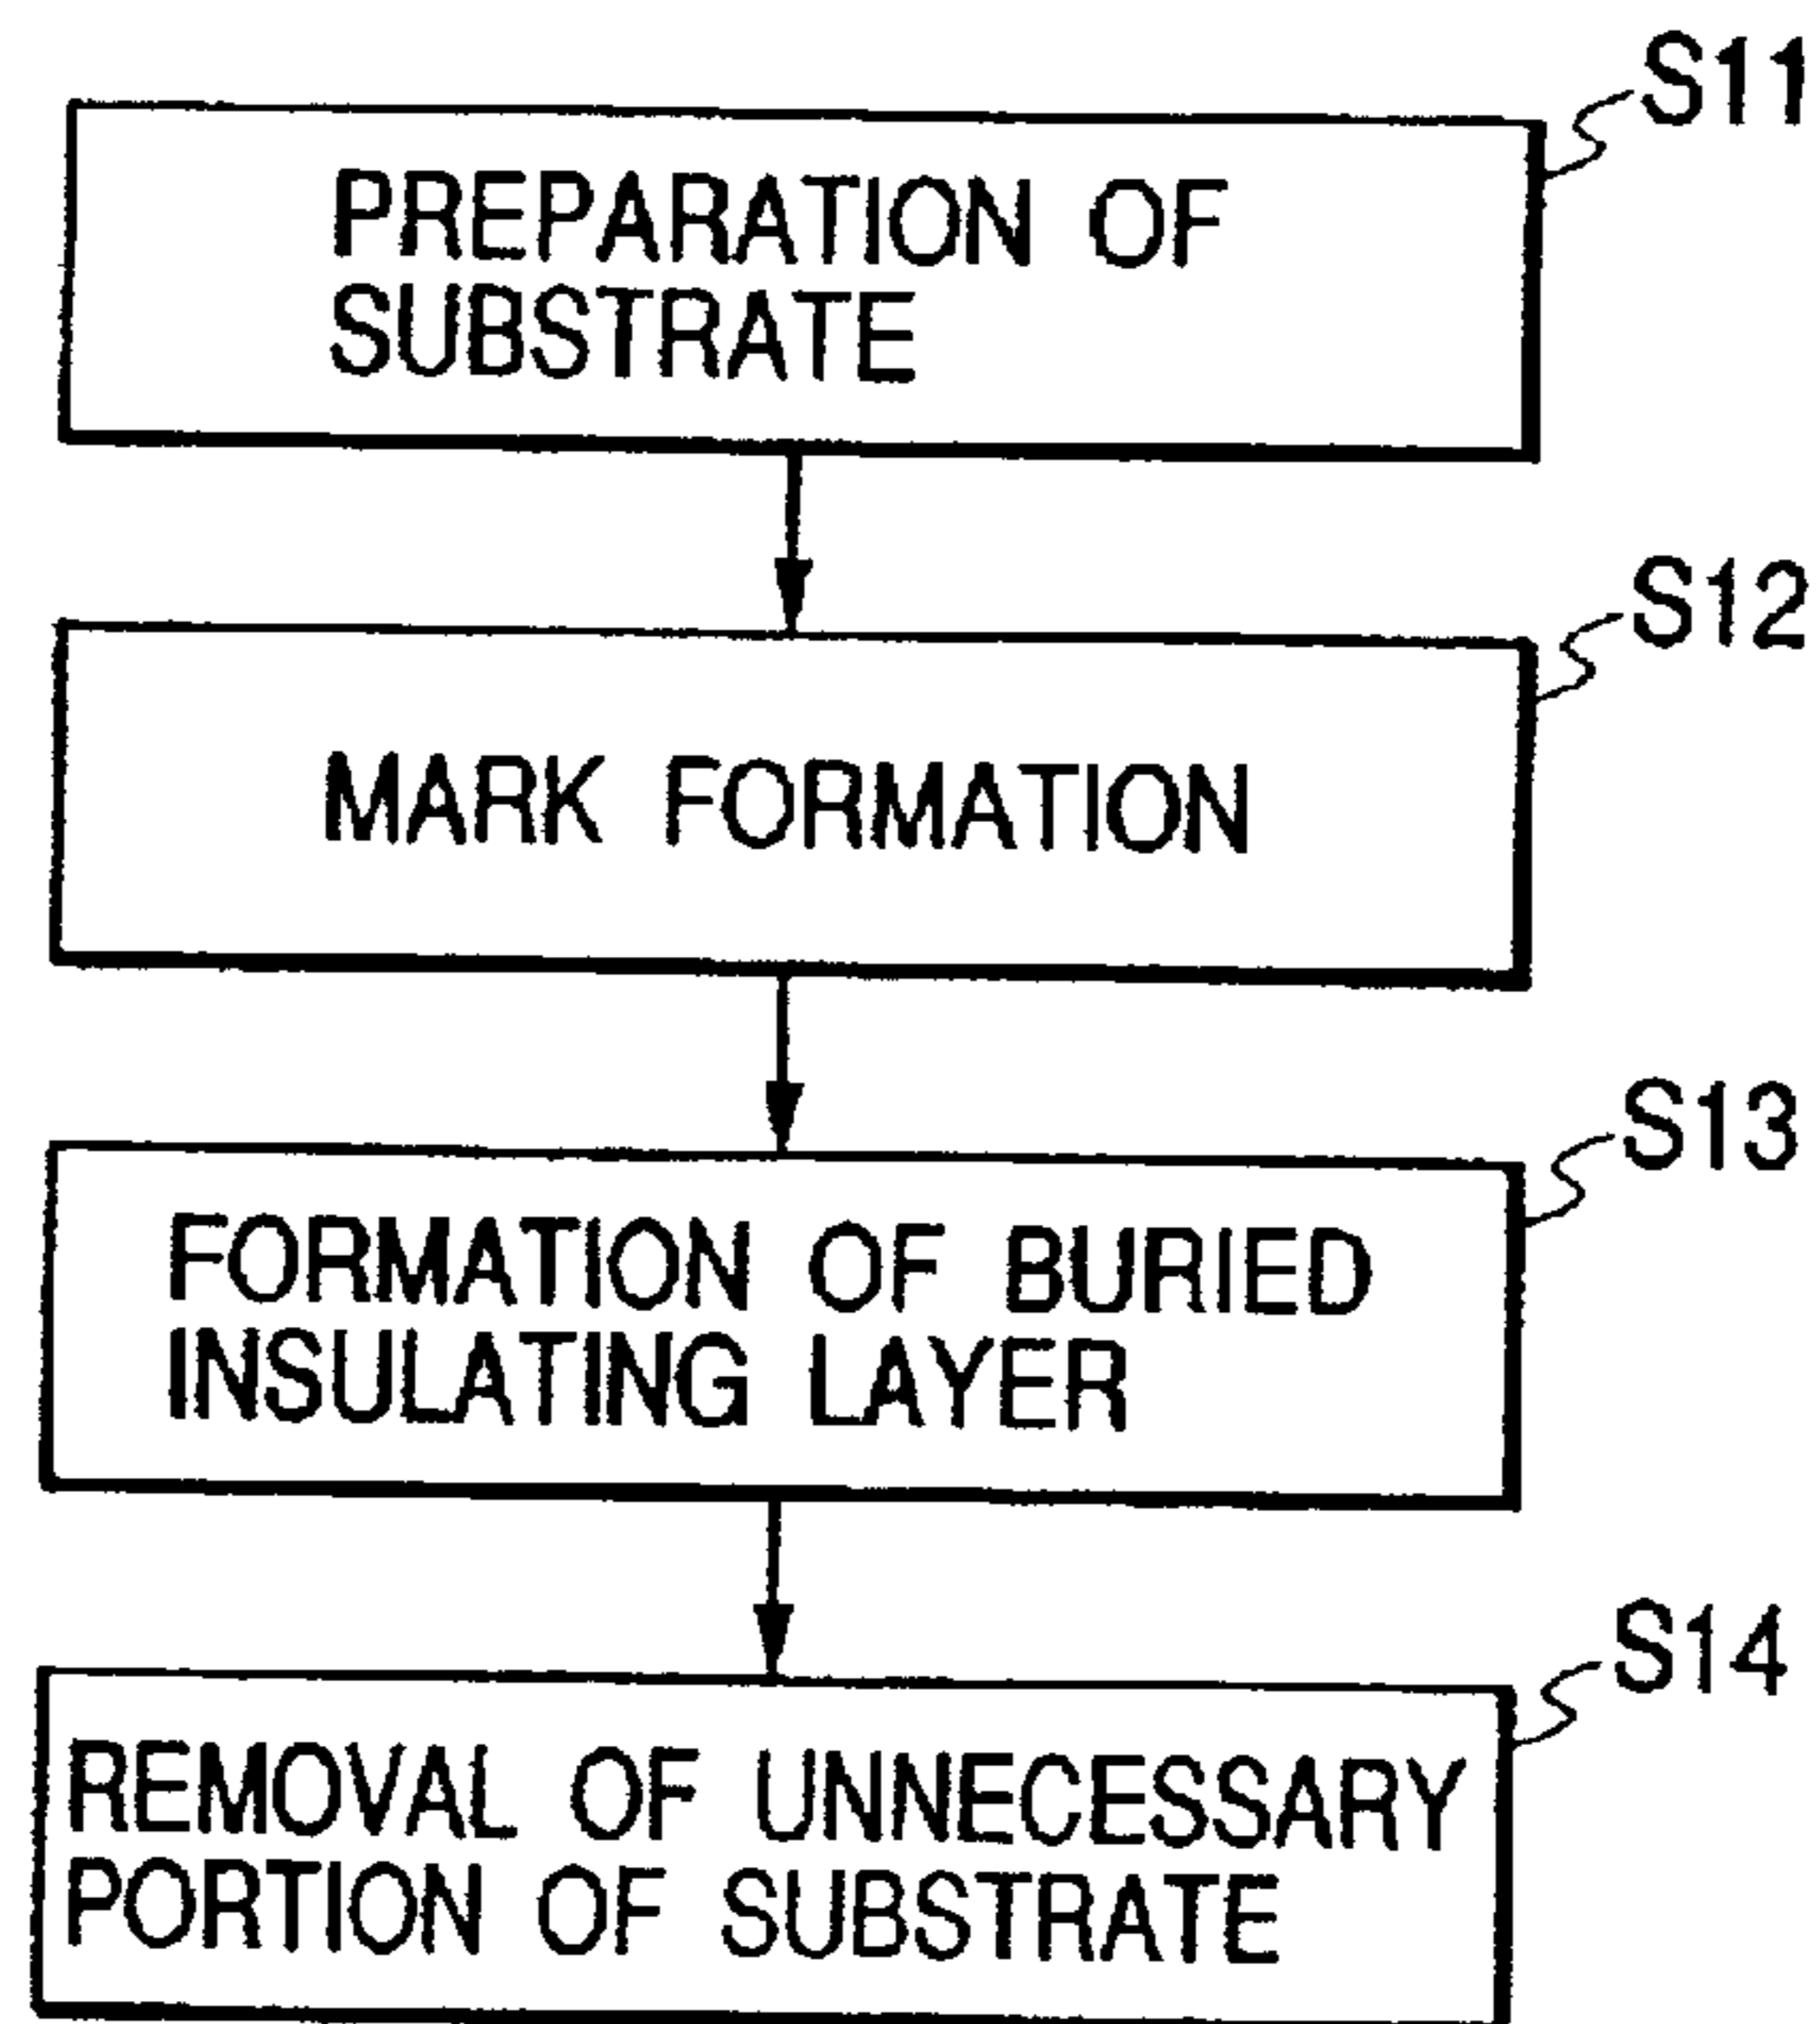 S11
PREPARATION OF
SUBSTRATE
S12
MARK FORMATION
S13
FORMATION OF BURIED
INSULATING LAYER
S14
REMOVAL OF UNNECESSARY
PORTION OF SUBSTRATE